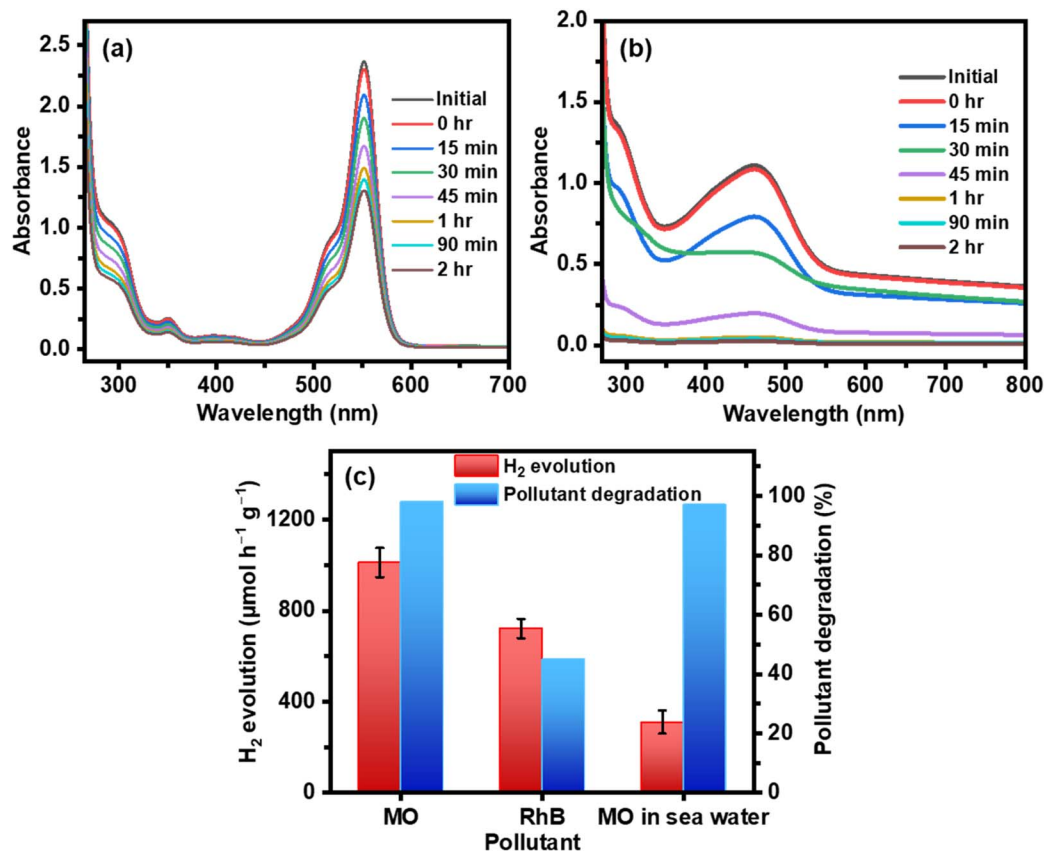 (a)
Initial
0 hr
15 min
30 min
45 min
1 hr
90 min
2 hr
2.5
2.0
1.5
1.0
0.5
0.0
Absorbance
300
400
500
600
700
Wavelength (nm)
(b)
Initial
0 hr
15 min
30 min
45 min
1 hr
90 min
2 hr
2.0
1.5
1.0
0.5
0.0
Absorbance
300
400
500
600
700
800
Wavelength (nm)
(c)
H₂ evolution
Pollutant degradation
1200
800
400
0
H₂ evolution (µmol h⁻¹ g⁻¹)
100
80
60
40
20
0
Pollutant degradation (%)
MO
RhB
MO in sea water
Pollutant